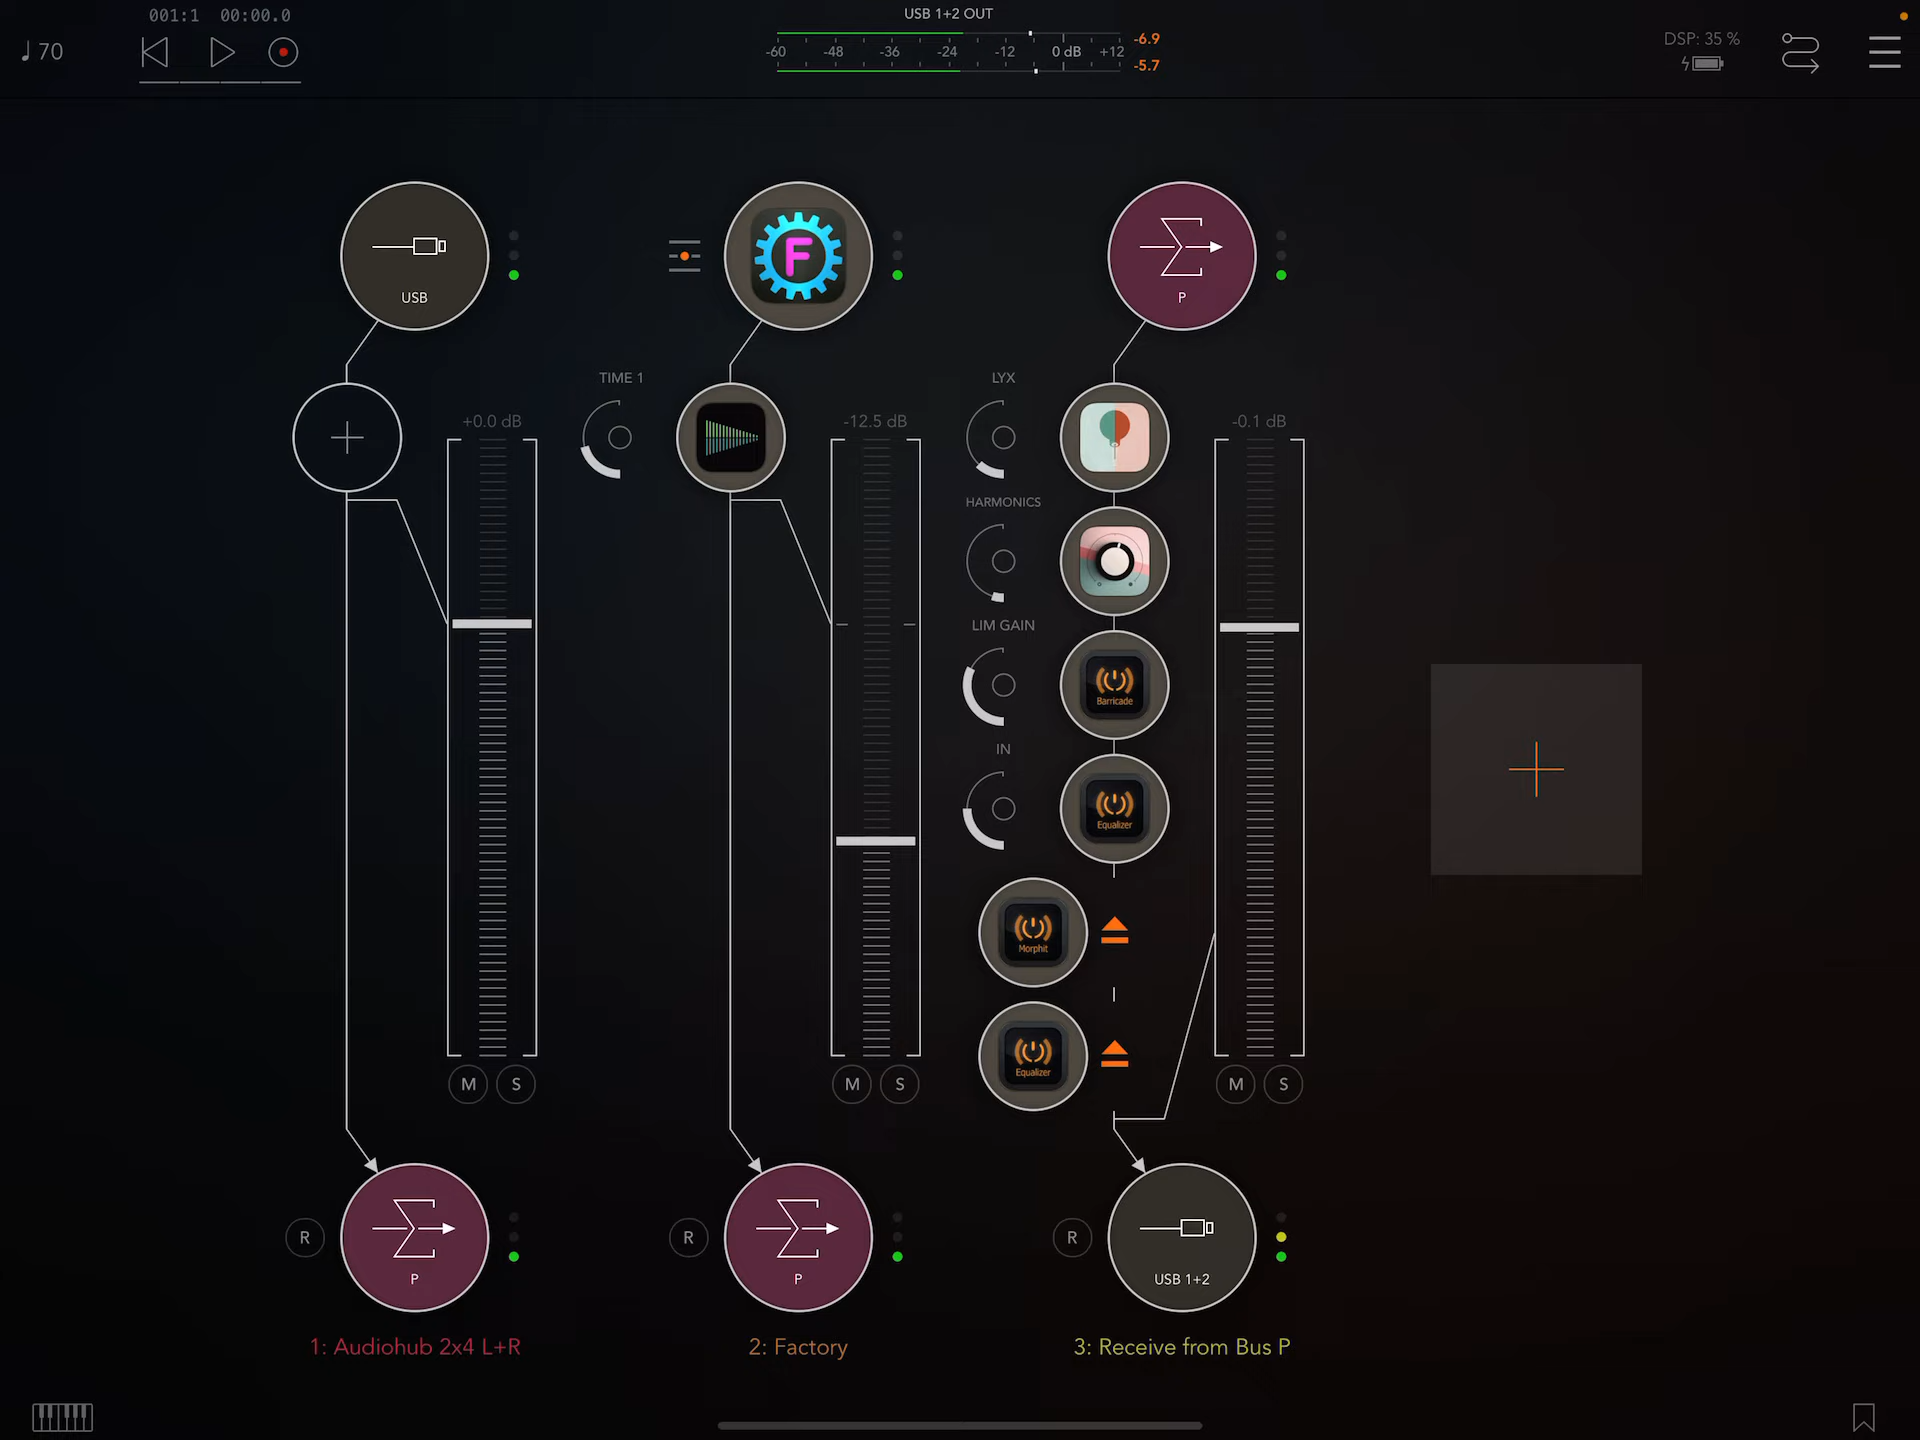 001:1 00:00.0
♩ 70
USB 1+2 OUT
-60 -48 -36 -24 -12 0 dB +12
-6.9
-5.7
DSP: 35 %
USB
F
P
TIME 1
LYX
+0.0 dB
-12.5 dB
-0.1 dB
HARMONICS
LIM GAIN
Barricade
IN
Equalizer
Morphit
Equalizer
M S
M S
M S
R
P
R
P
R
USB 1+2
1: Audiohub 2x4 L+R
2: Factory
3: Receive from Bus P